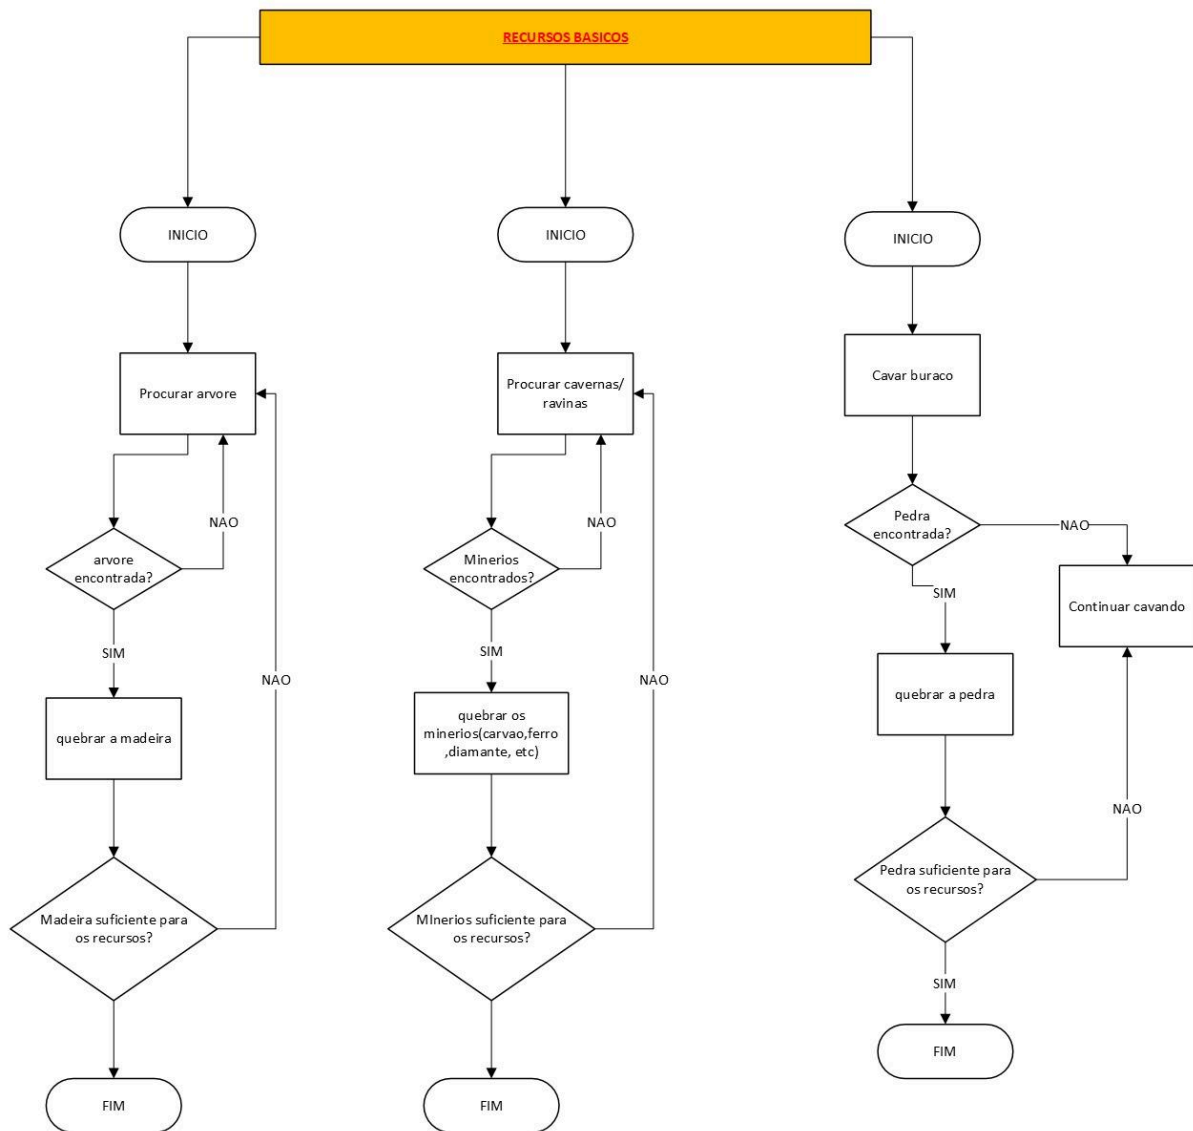 RECURSOS BASICOS
INICIO
Procurar arvore
NAO
arvore
encontrada?
SIM
NAO
quebrar a madeira
Madeira suficiente para
os recursos?
FIM
INICIO
Procurar cavernas/
ravinas
NAO
Minerios
encontrados?
SIM
NAO
quebrar os
minerios(carvao,ferro
,diamante, etc)
MInerios suficiente para
os recursos?
FIM
INICIO
Cavar buraco
Pedra
encontrada?
NAO
SIM
Continuar cavando
quebrar a pedra
NAO
Pedra suficiente para
os recursos?
SIM
FIM